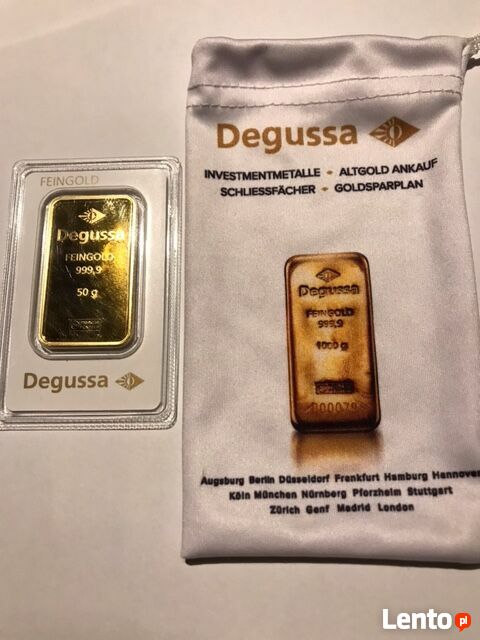 FEINGOLD
Degussa
FEINGOLD
999,9
50 g
Degussa
Degussa
INVESTMENTMETALLE ALTGOLD ANKAUF
SCHLIESSFÄCHER GOLDSPARPLAN
Degussa
FEINGOLD
999,9
1000 g
000079
Augsburg Berlin Düsseldorf Frankfurt Hamburg Hannover
Köln München Nürnberg Pforzheim Stuttgart
Zürich Genf Madrid London
Lento.pl